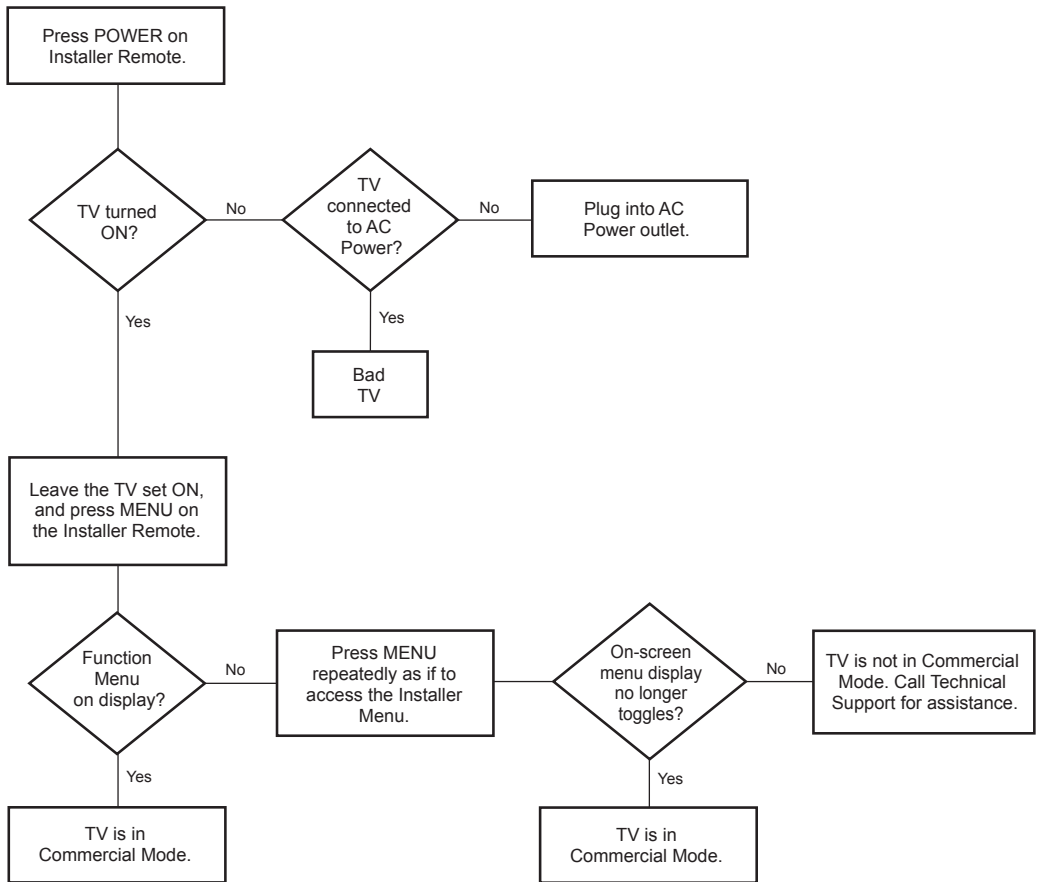 Press POWER on
Installer Remote.
TV turned
ON?
No
TV
connected
to AC
Power?
No
Plug into AC
Power outlet.
Yes
Yes
Bad
TV
Leave the TV set ON,
and press MENU on
the Installer Remote.
Function
Menu
on display?
No
Press MENU
repeatedly as if to
access the Installer
Menu.
On-screen
menu display
no longer
toggles?
No
TV is not in Commercial
Mode. Call Technical
Support for assistance.
Yes
Yes
TV is in
Commercial Mode.
TV is in
Commercial Mode.